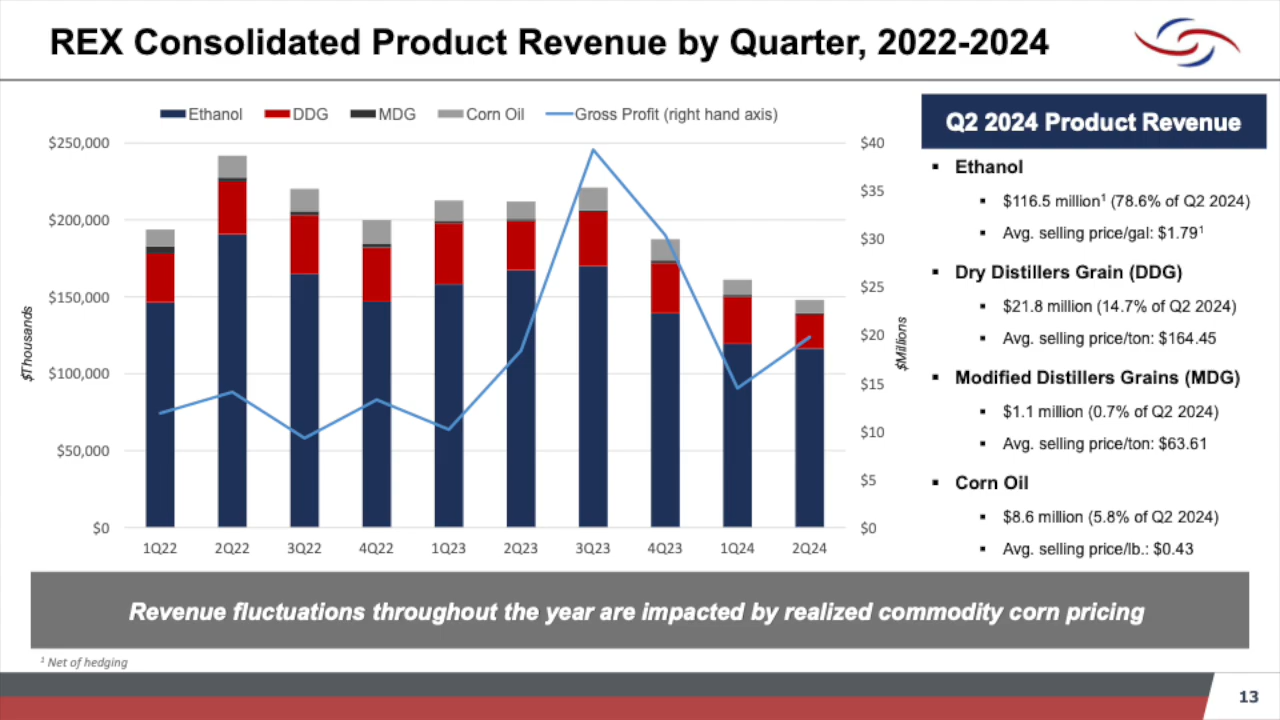 REX Consolidated Product Revenue by Quarter, 2022-2024
Ethanol DDG MDG Corn Oil Gross Profit (right hand axis)
$250,000
$200,000
$150,000
$100,000
$50,000
$0
$Thousands
$40
$35
$30
$25
$20
$15
$10
$5
$0
$Millions
1Q22 2Q22 3Q22 4Q22 1Q23 2Q23 3Q23 4Q23 1Q24 2Q24
Q2 2024 Product Revenue
▪ Ethanol
▪ $116.5 million¹ (78.6% of Q2 2024)
▪ Avg. selling price/gal: $1.79¹
▪ Dry Distillers Grain (DDG)
▪ $21.8 million (14.7% of Q2 2024)
▪ Avg. selling price/ton: $164.45
▪ Modified Distillers Grains (MDG)
▪ $1.1 million (0.7% of Q2 2024)
▪ Avg. selling price/ton: $63.61
▪ Corn Oil
▪ $8.6 million (5.8% of Q2 2024)
▪ Avg. selling price/lb.: $0.43
Revenue fluctuations throughout the year are impacted by realized commodity corn pricing
¹ Net of hedging
13